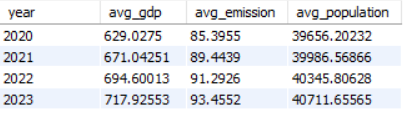 year avg_gdp avg_emission avg_population
2020 629.0275 85.3955 39656.20232
2021 671.04251 89.4439 39986.56866
2022 694.60013 91.2926 40345.80628
2023 717.92553 93.4552 40711.65565